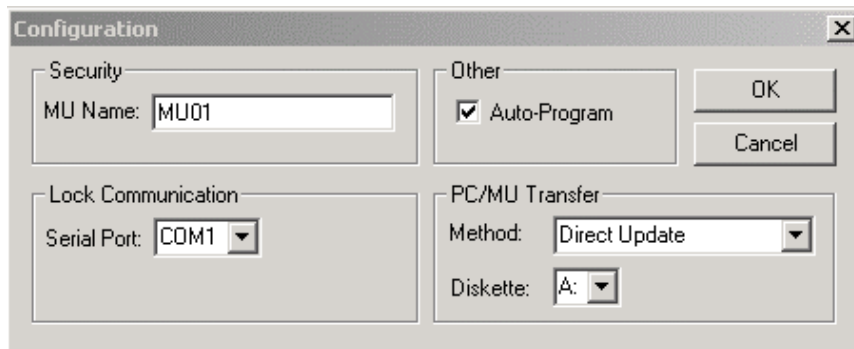 Configuration
Security
MU Name: MU01
Other
Auto-Program
OK
Cancel
Lock Communication
Serial Port: COM1
PC/MU Transfer
Method: Direct Update
Diskette: A: